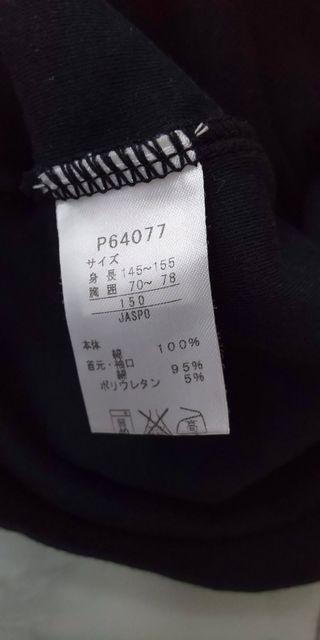 P64077
サイズ
身長 145~155
胸囲 70~78
150
JASPO
本体
綿 100%
首元・袖口
綿 95%
ポリウレタン 5%
高